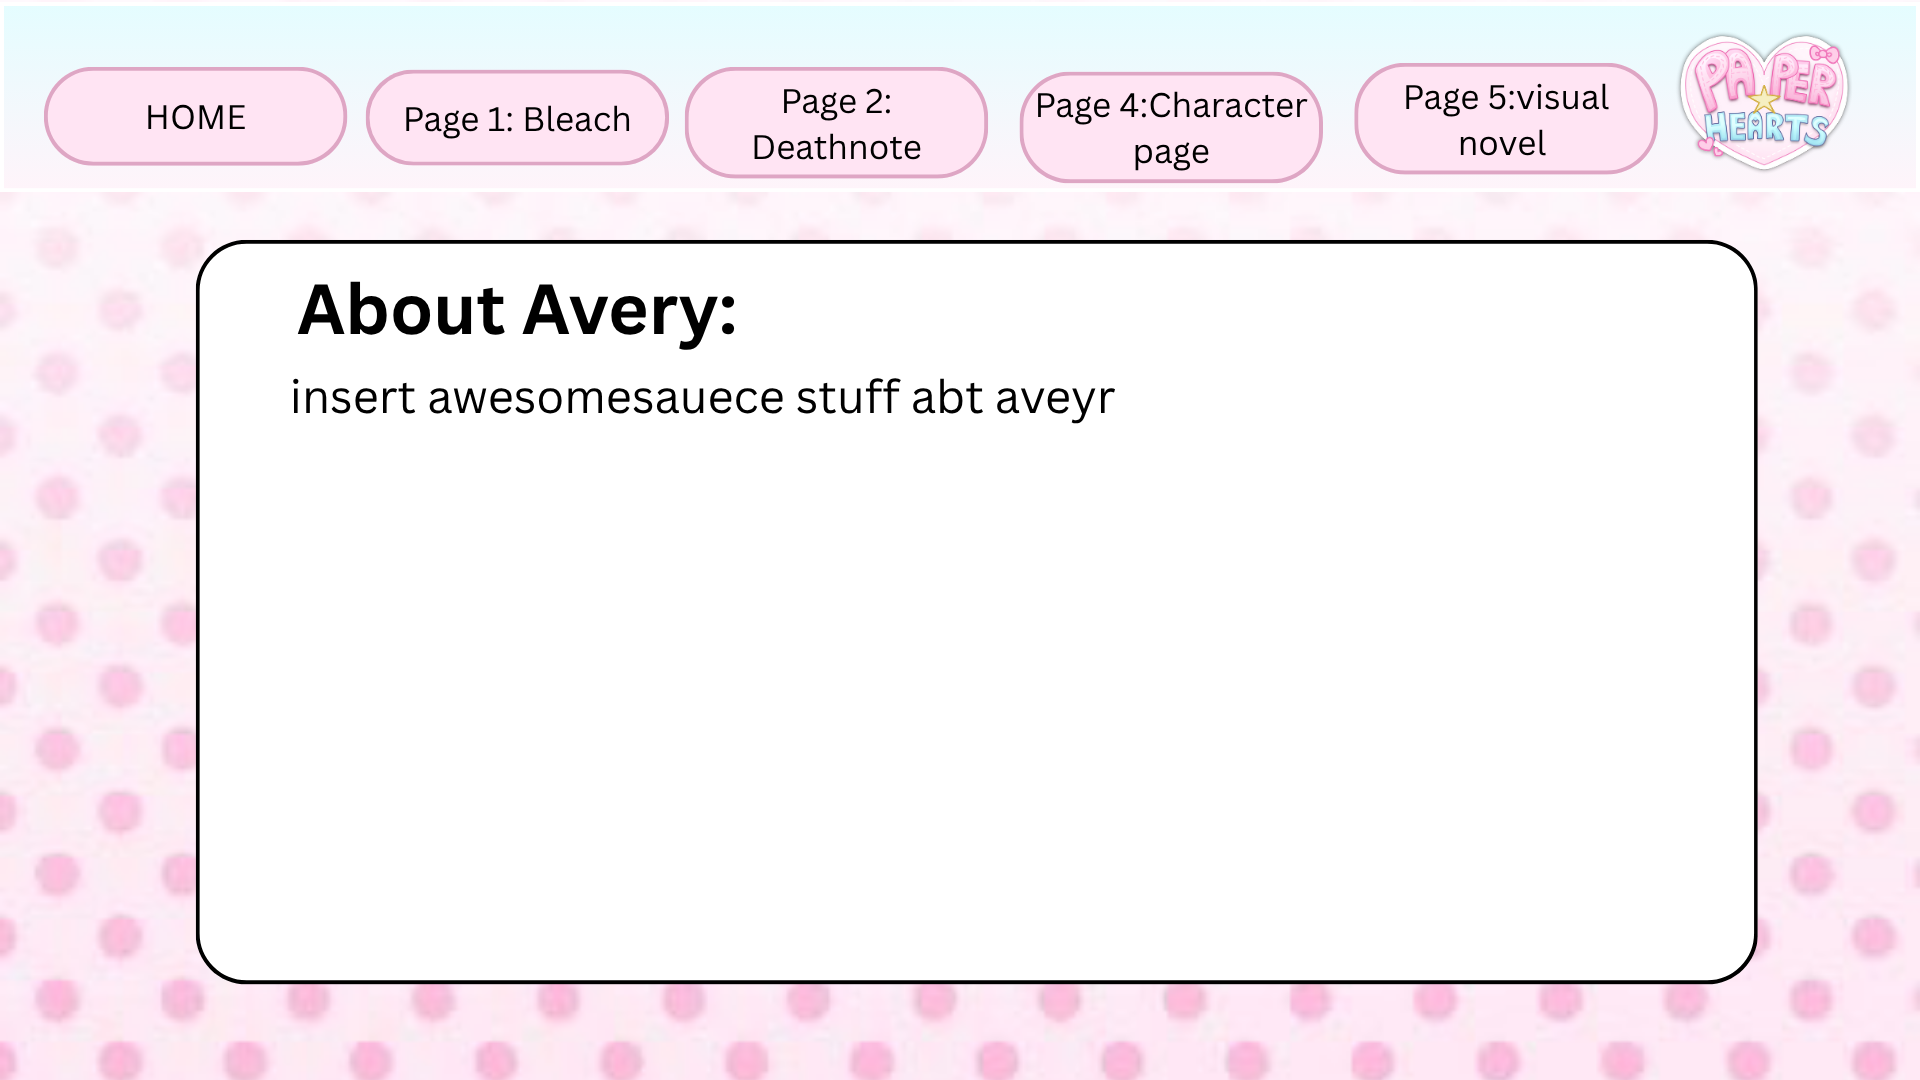 HOME
Page 1: Bleach
Page 2:
Deathnote
Page 4:Character
page
Page 5:visual
novel
PAPER
HEARTS
About Avery:
insert awesomesauece stuff abt aveyr